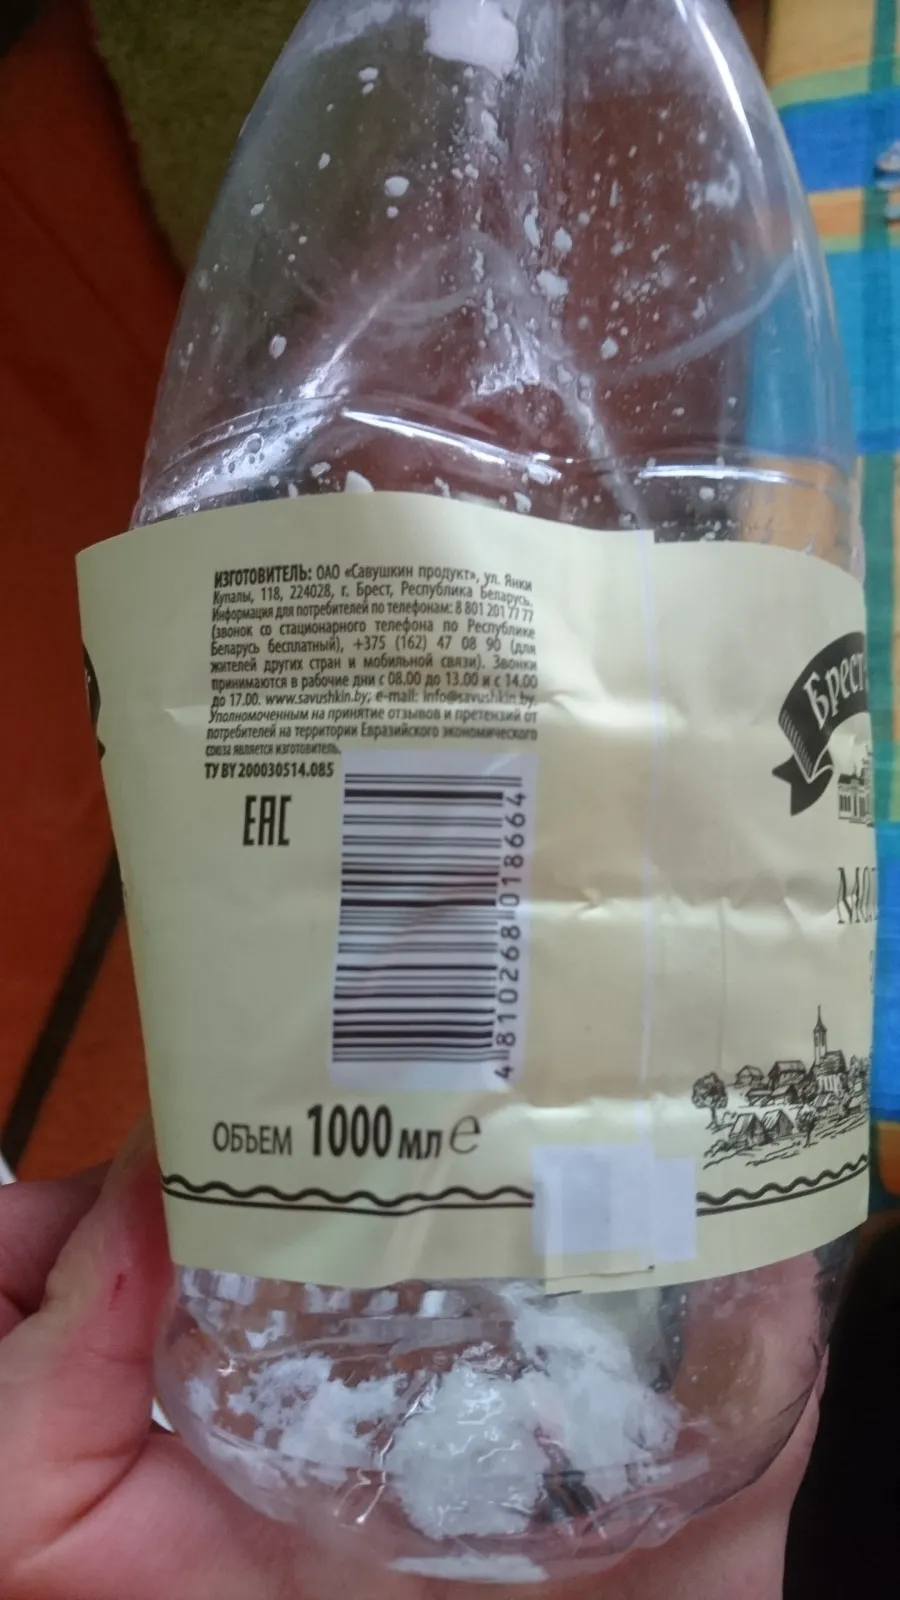 ИЗГОТОВИТЕЛЬ: ОАО «Савушкин продукт», ул. Янки
Купалы, 118, 224028, г. Брест, Республика Беларусь.
Информация для потребителей по телефонам: 8 801 201 77 77
(звонок со стационарного телефона по Республике
Беларусь бесплатный), +375 (162) 47 08 90 (для
жителей других стран и мобильной связи). Звонки
принимаются в рабочие дни с 08.00 до 13.00 и с 14.00
до 17.00. www.savushkin.by; e-mail: info@savushkin.by.
Уполномоченным на принятие отзывов и претензий от
потребителей на территории Евразийского экономического
союза является изготовитель.
ТУ BY 200030514.085
EAC
4 810268 018664
ОБЪЕМ 1000 мл e
Брест
Мол